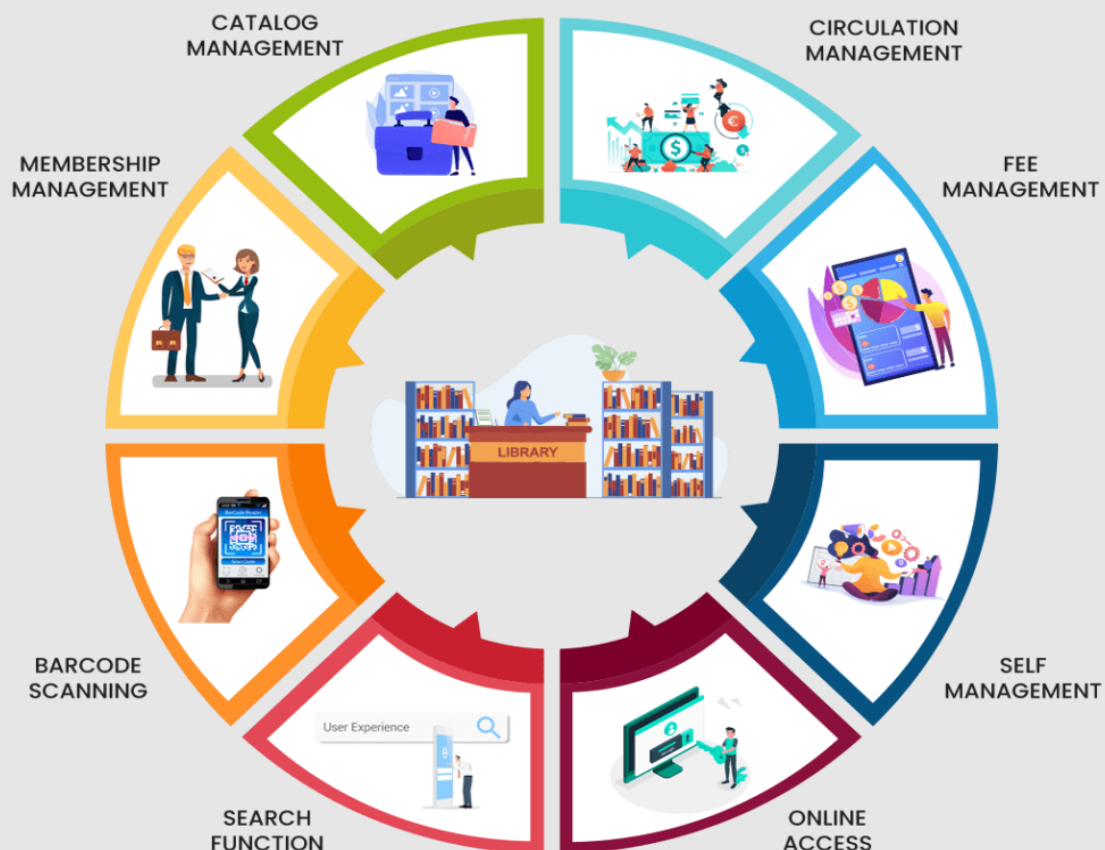 CATALOG
MANAGEMENT
CIRCULATION
MANAGEMENT
MEMBERSHIP
MANAGEMENT
FEE
MANAGEMENT
LIBRARY
BARCODE
SCANNING
SELF
MANAGEMENT
User Experience
SEARCH
FUNCTION
ONLINE
ACCESS